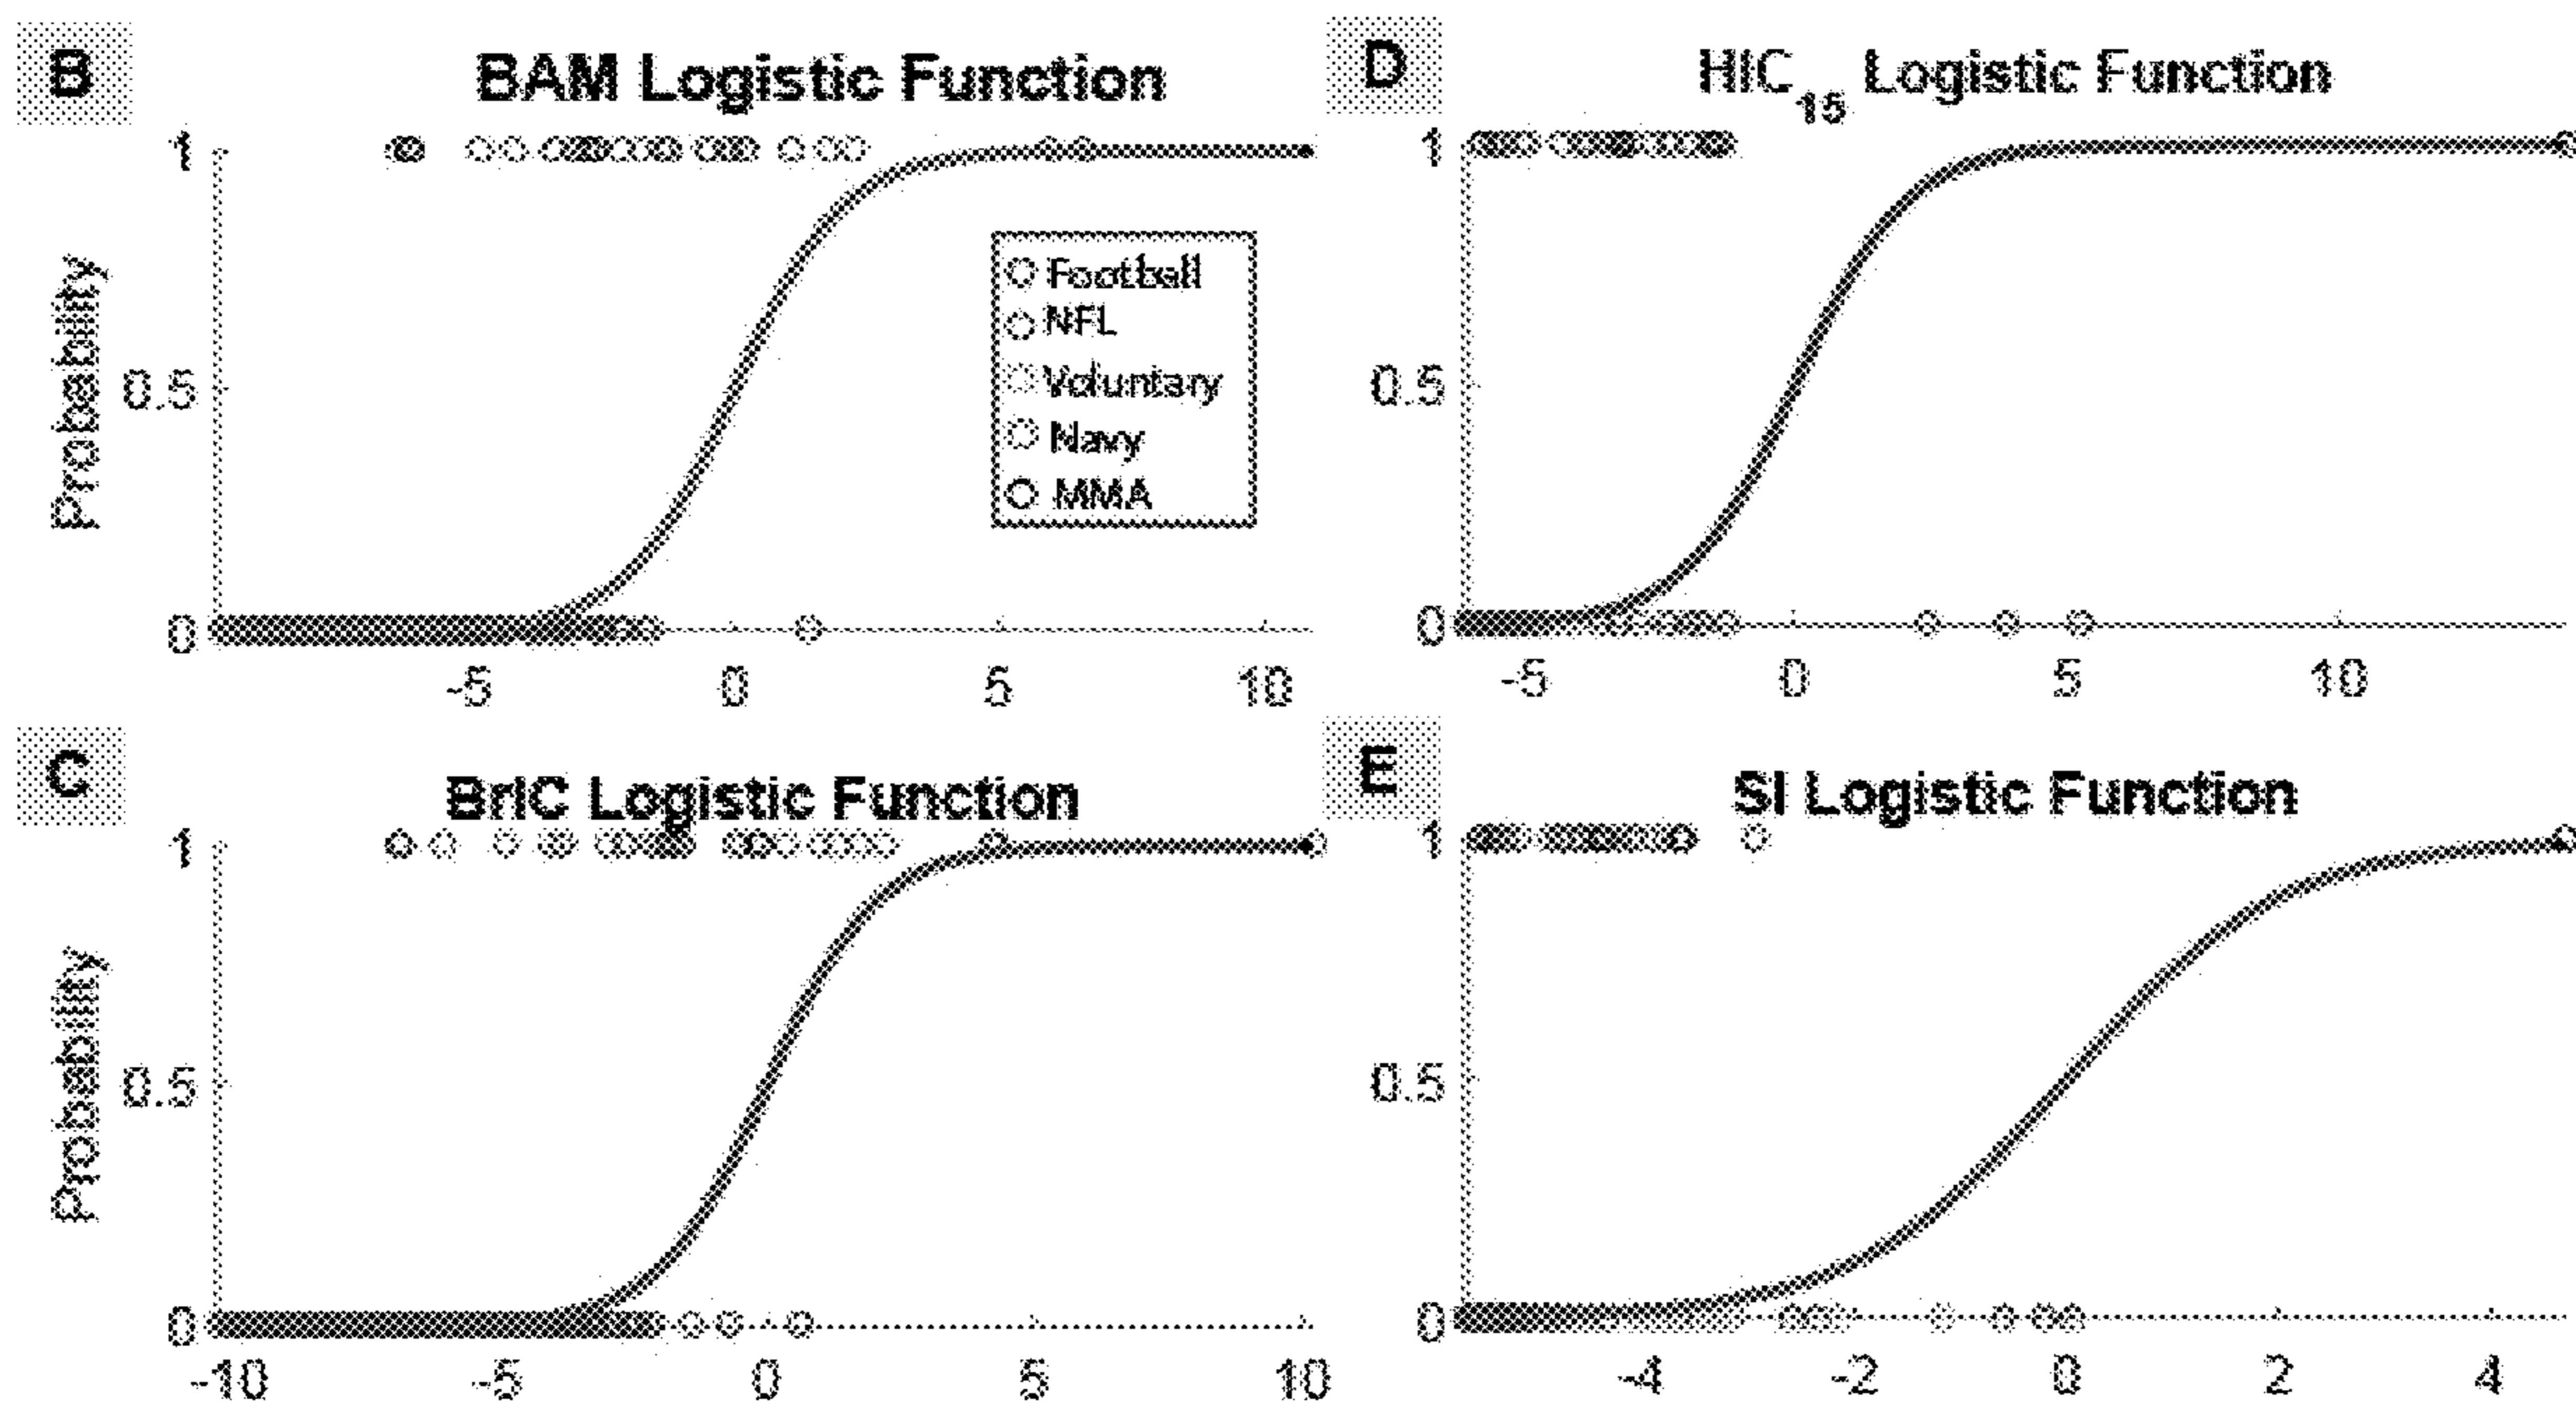 B
BAM Logistic Function
1
0.5
0
Probability
Football
NFL
Voluntary
Navy
MMA
-5 0 5 10
D
HIC15 Logistic Function
1
0.5
0
-5 0 5 10
C
BrIC Logistic Function
1
0.5
0
Probability
-10 -5 0 5 10
E
SI Logistic Function
1
0.5
0
-4 -2 0 2 4